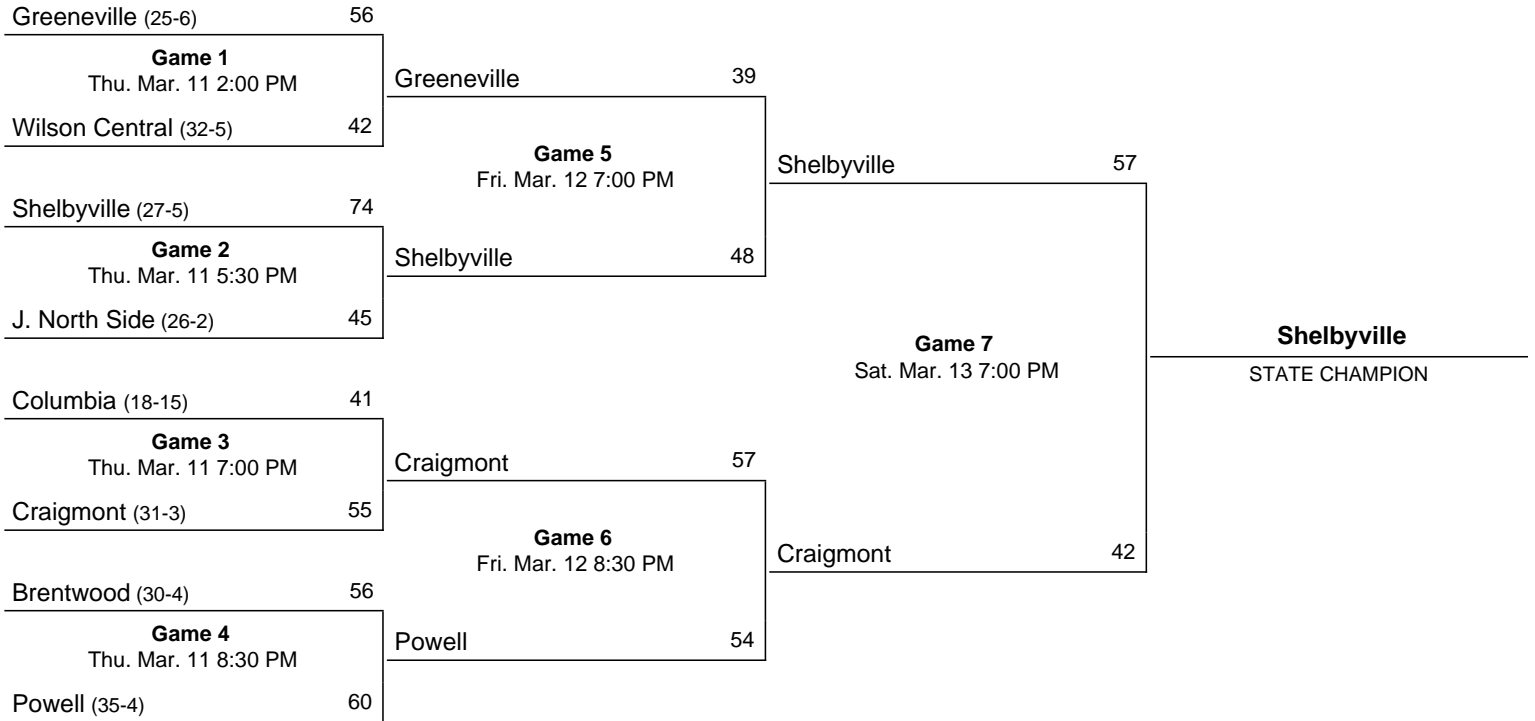 Greeneville (25-6) 56
Game 1
Thu. Mar. 11 2:00 PM
Wilson Central (32-5) 42
Shelbyville (27-5) 74
Game 2
Thu. Mar. 11 5:30 PM
J. North Side (26-2) 45
Columbia (18-15) 41
Game 3
Thu. Mar. 11 7:00 PM
Craigmont (31-3) 55
Brentwood (30-4) 56
Game 4
Thu. Mar. 11 8:30 PM
Powell (35-4) 60
Greeneville 39
Game 5
Fri. Mar. 12 7:00 PM
Shelbyville 48
Craigmont 57
Game 6
Fri. Mar. 12 8:30 PM
Powell 54
Shelbyville 57
Game 7
Sat. Mar. 13 7:00 PM
Craigmont 42
Shelbyville
STATE CHAMPION